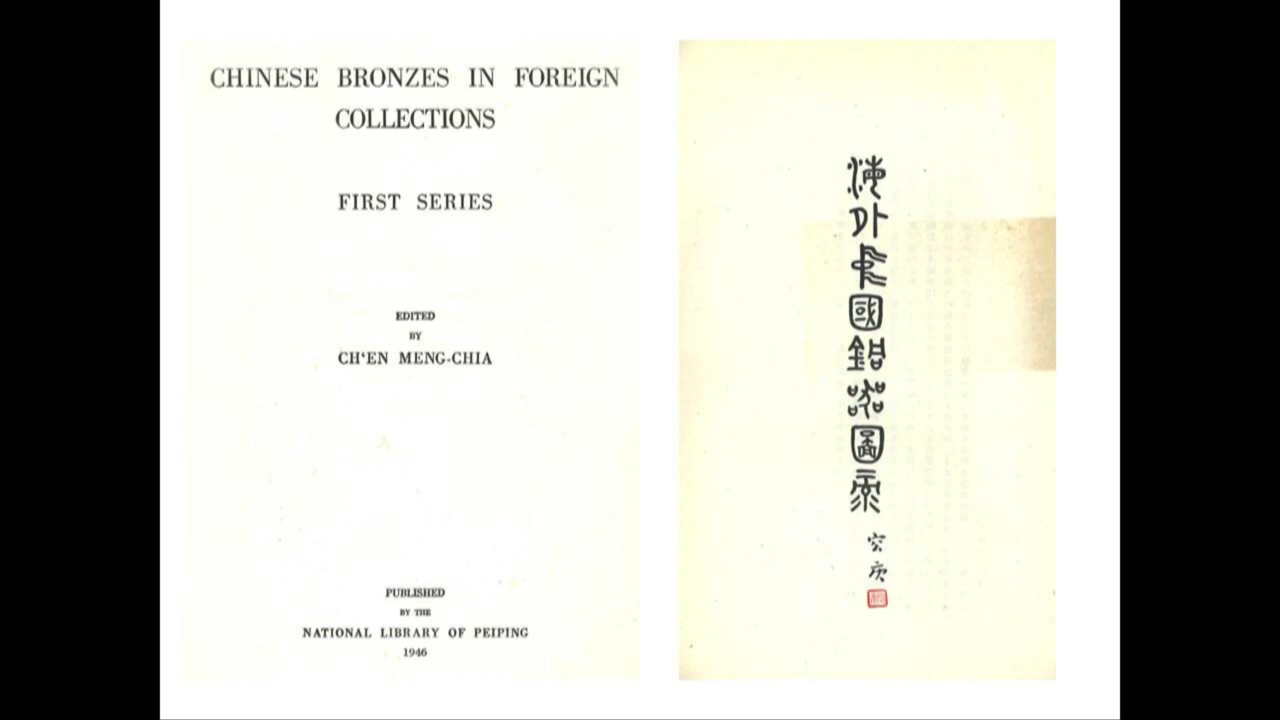 CHINESE BRONZES IN FOREIGN
COLLECTIONS
FIRST SERIES
EDITED
BY
CH‘EN MENG-CHIA
PUBLISHED
BY THE
NATIONAL LIBRARY OF PEIPING
1946
海外中國銅器圖彔
容庚